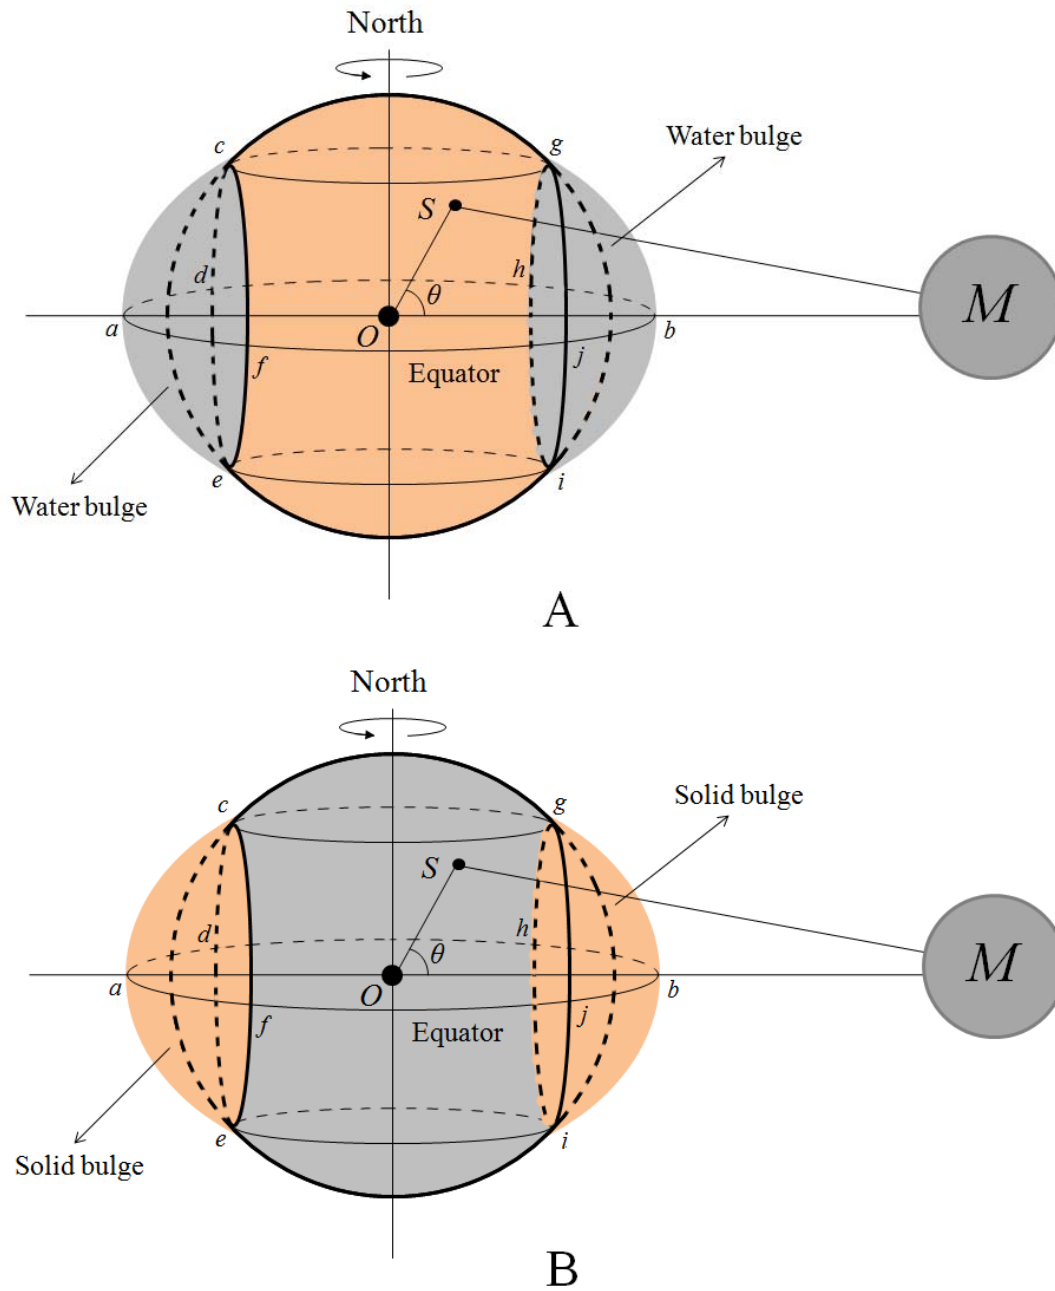 North
c
g
Water bulge
S
d
h
θ
M
a
O
b
f
Equator
j
e
i
Water bulge
A
North
c
g
Solid bulge
S
d
h
θ
M
a
O
b
f
Equator
j
e
i
Solid bulge
B